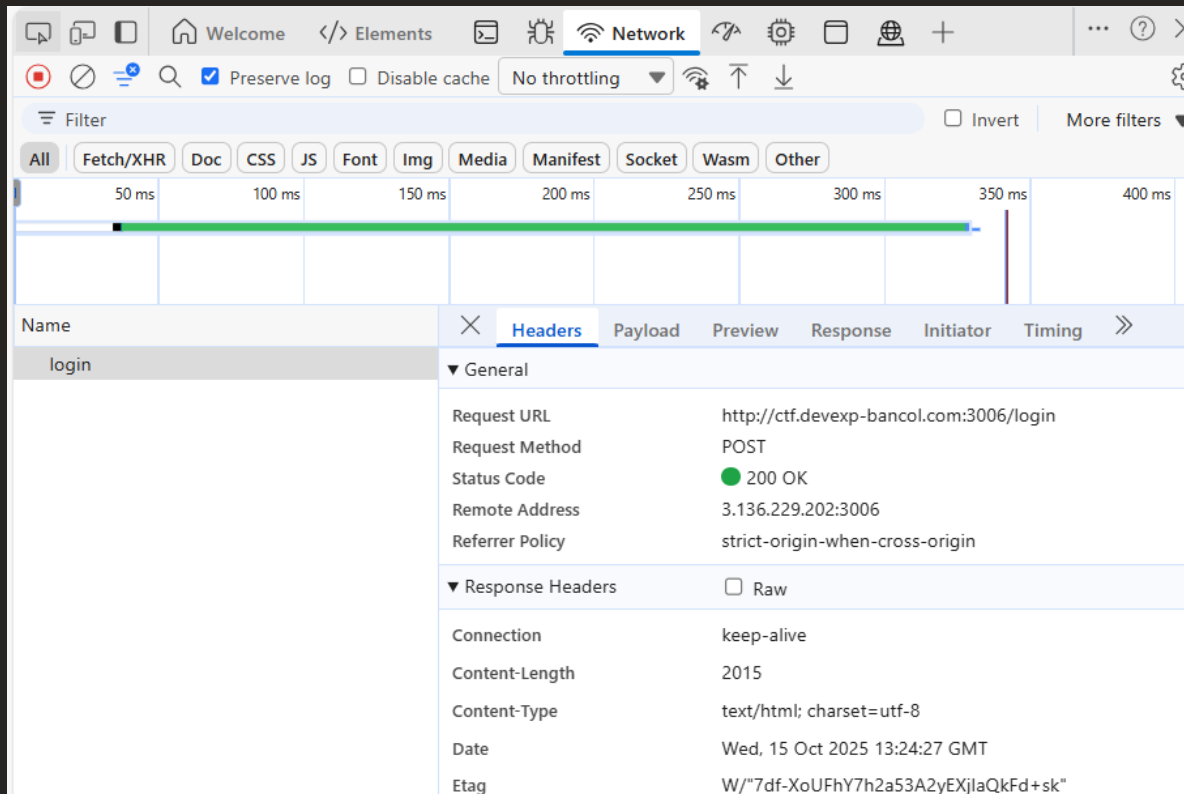 Welcome </> Elements Network
Preserve log Disable cache No throttling
Filter Invert More filters
All Fetch/XHR Doc CSS JS Font Img Media Manifest Socket Wasm Other
50 ms 100 ms 150 ms 200 ms 250 ms 300 ms 350 ms 400 ms
Name Headers Payload Preview Response Initiator Timing
login
General
Request URL http://ctf.devexp-bancol.com:3006/login
Request Method POST
Status Code 200 OK
Remote Address 3.136.229.202:3006
Referrer Policy strict-origin-when-cross-origin
Response Headers Raw
Connection keep-alive
Content-Length 2015
Content-Type text/html; charset=utf-8
Date Wed, 15 Oct 2025 13:24:27 GMT
Etag W/"7df-XoUFhY7h2a53A2yEXjlaQkFd+sk"